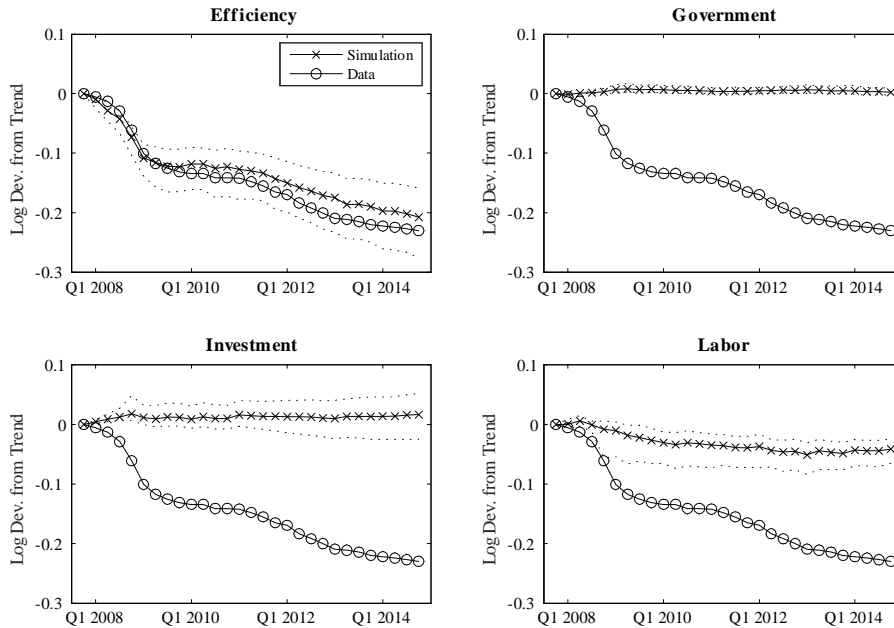 Efficiency
Government
0.1
0
-0.1
-0.2
-0.3
Log Dev. from Trend
Simulation
Data
Q1 2008
Q1 2010
Q1 2012
Q1 2014
0.1
0
-0.1
-0.2
-0.3
Log Dev. from Trend
Q1 2008
Q1 2010
Q1 2012
Q1 2014
Investment
Labor
0.1
0
-0.1
-0.2
-0.3
Log Dev. from Trend
Q1 2008
Q1 2010
Q1 2012
Q1 2014
0.1
0
-0.1
-0.2
-0.3
Log Dev. from Trend
Q1 2008
Q1 2010
Q1 2012
Q1 2014